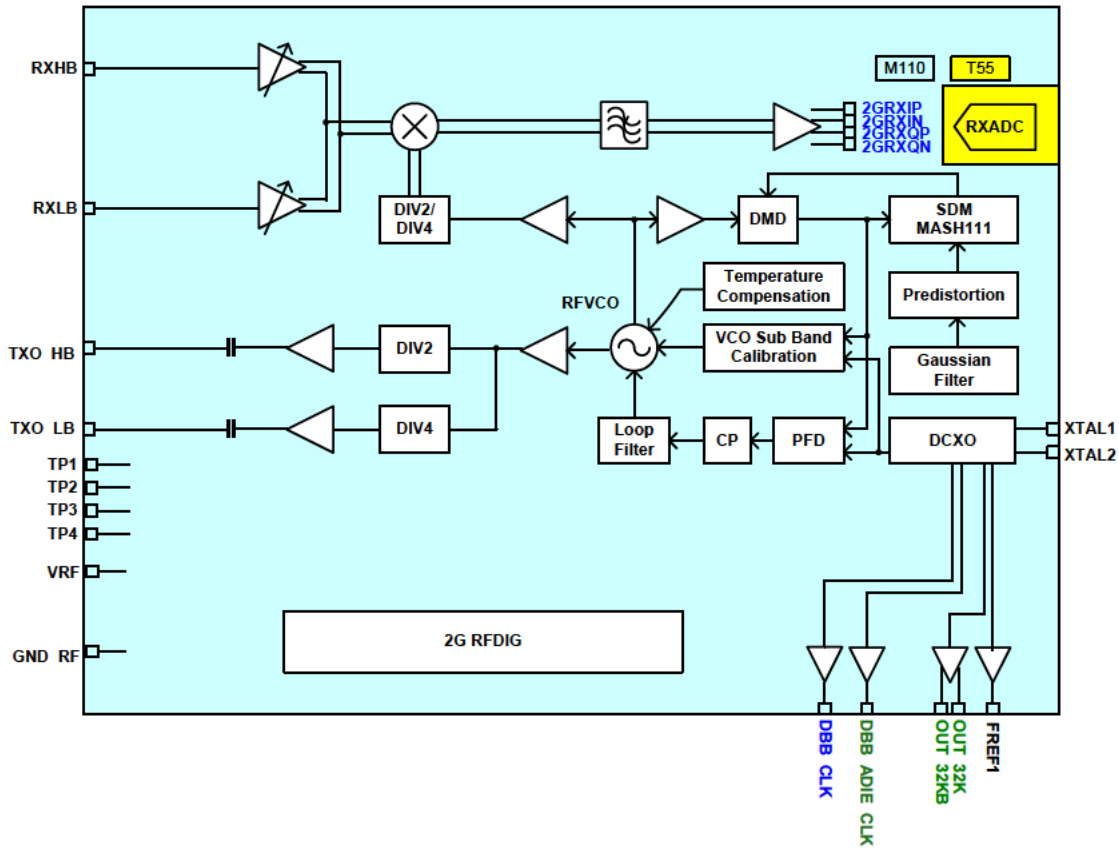 RXHB
M110
T55
2GRXIP
2GRXIN
2GRXQP
2GRXQN
RXADC
RXLB
DIV2/
DIV4
DMD
SDM
MASH111
Temperature
Compensation
Predistortion
RFVCO
VCO Sub Band
Calibration
Gaussian
Filter
TXO HB
DIV2
TXO LB
DIV4
Loop
Filter
CP
PFD
DCXO
XTAL1
XTAL2
TP1
TP2
TP3
TP4
VRF
GND RF
2G RFDIG
DBB CLK
DBB ADIE CLK
OUT 32KB
OUT 32K
FREF1